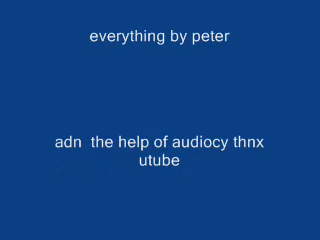 everything by peter
adn  the help of audiocy thnx
utube